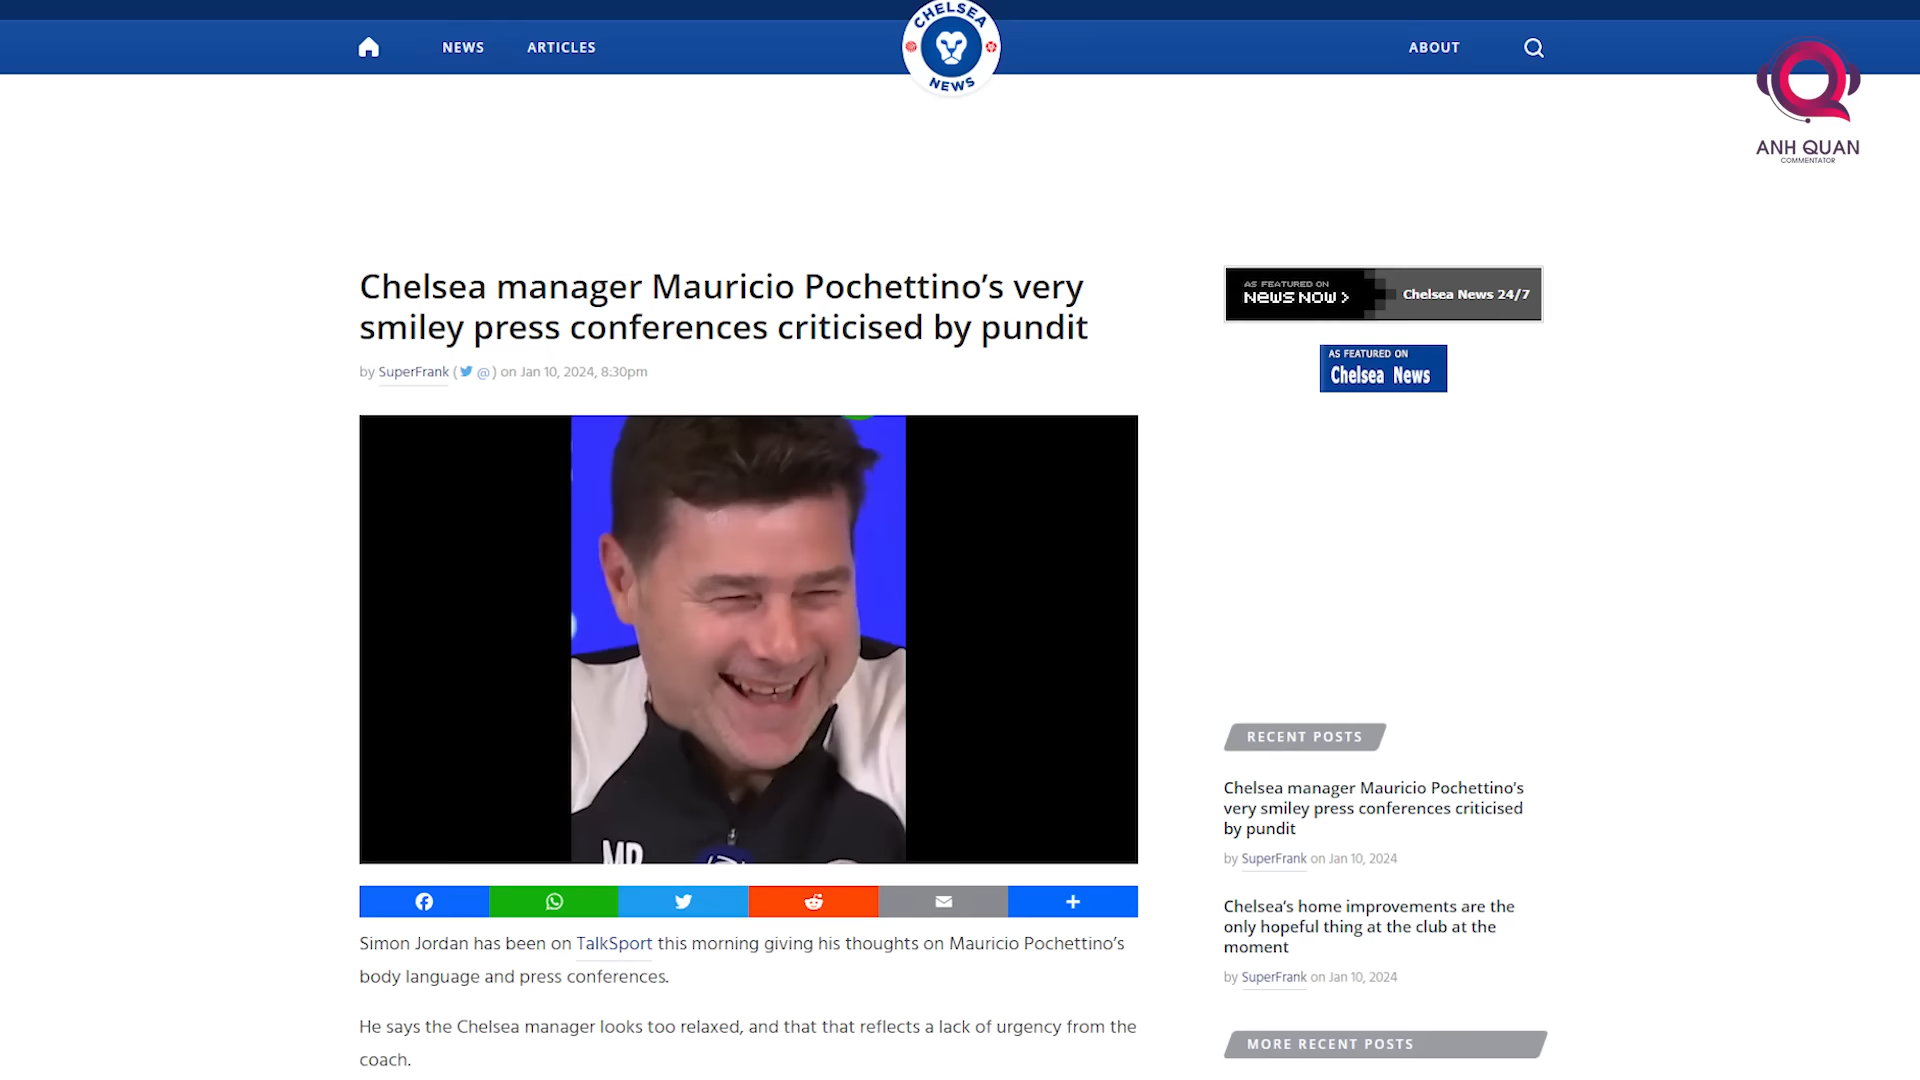 NEWS
ARTICLES
CHELSEA
NEWS
ABOUT
ANH QUAN
COMMENTATOR
Chelsea manager Mauricio Pochettino’s very
smiley press conferences criticised by pundit
by SuperFrank ( @ ) on Jan 10, 2024, 8:30pm
MP
Simon Jordan has been on TalkSport this morning giving his thoughts on Mauricio Pochettino’s
body language and press conferences.
He says the Chelsea manager looks too relaxed, and that that reflects a lack of urgency from the
coach.
AS FEATURED ON
NEWS NOW >
Chelsea News 24/7
AS FEATURED ON
Chelsea News
RECENT POSTS
Chelsea manager Mauricio Pochettino’s
very smiley press conferences criticised
by pundit
by SuperFrank on Jan 10, 2024
Chelsea’s home improvements are the
only hopeful thing at the club at the
moment
by SuperFrank on Jan 10, 2024
MORE RECENT POSTS